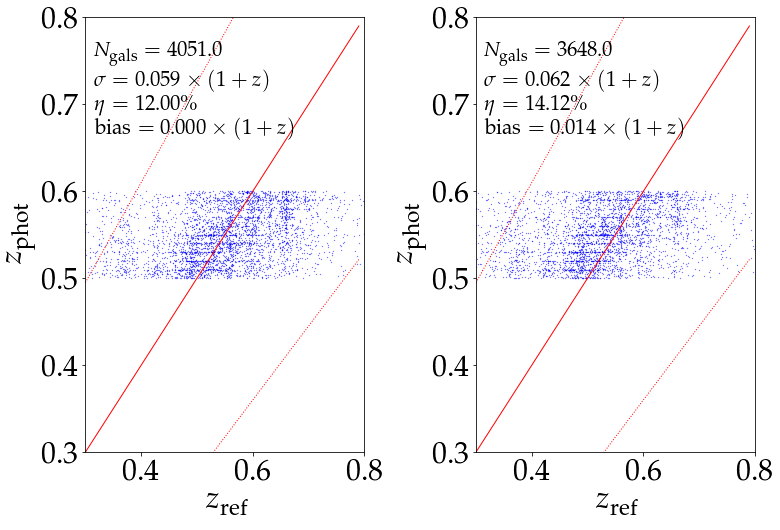 0.8
0.7
0.6
0.5
0.4
0.3
z_phot
N_gals = 4051.0
σ = 0.059 × (1 + z)
η = 12.00%
bias = 0.000 × (1 + z)
0.4 0.6 0.8
z_ref
0.8
0.7
0.6
0.5
0.4
0.3
z_phot
N_gals = 3648.0
σ = 0.062 × (1 + z)
η = 14.12%
bias = 0.014 × (1 + z)
0.4 0.6 0.8
z_ref